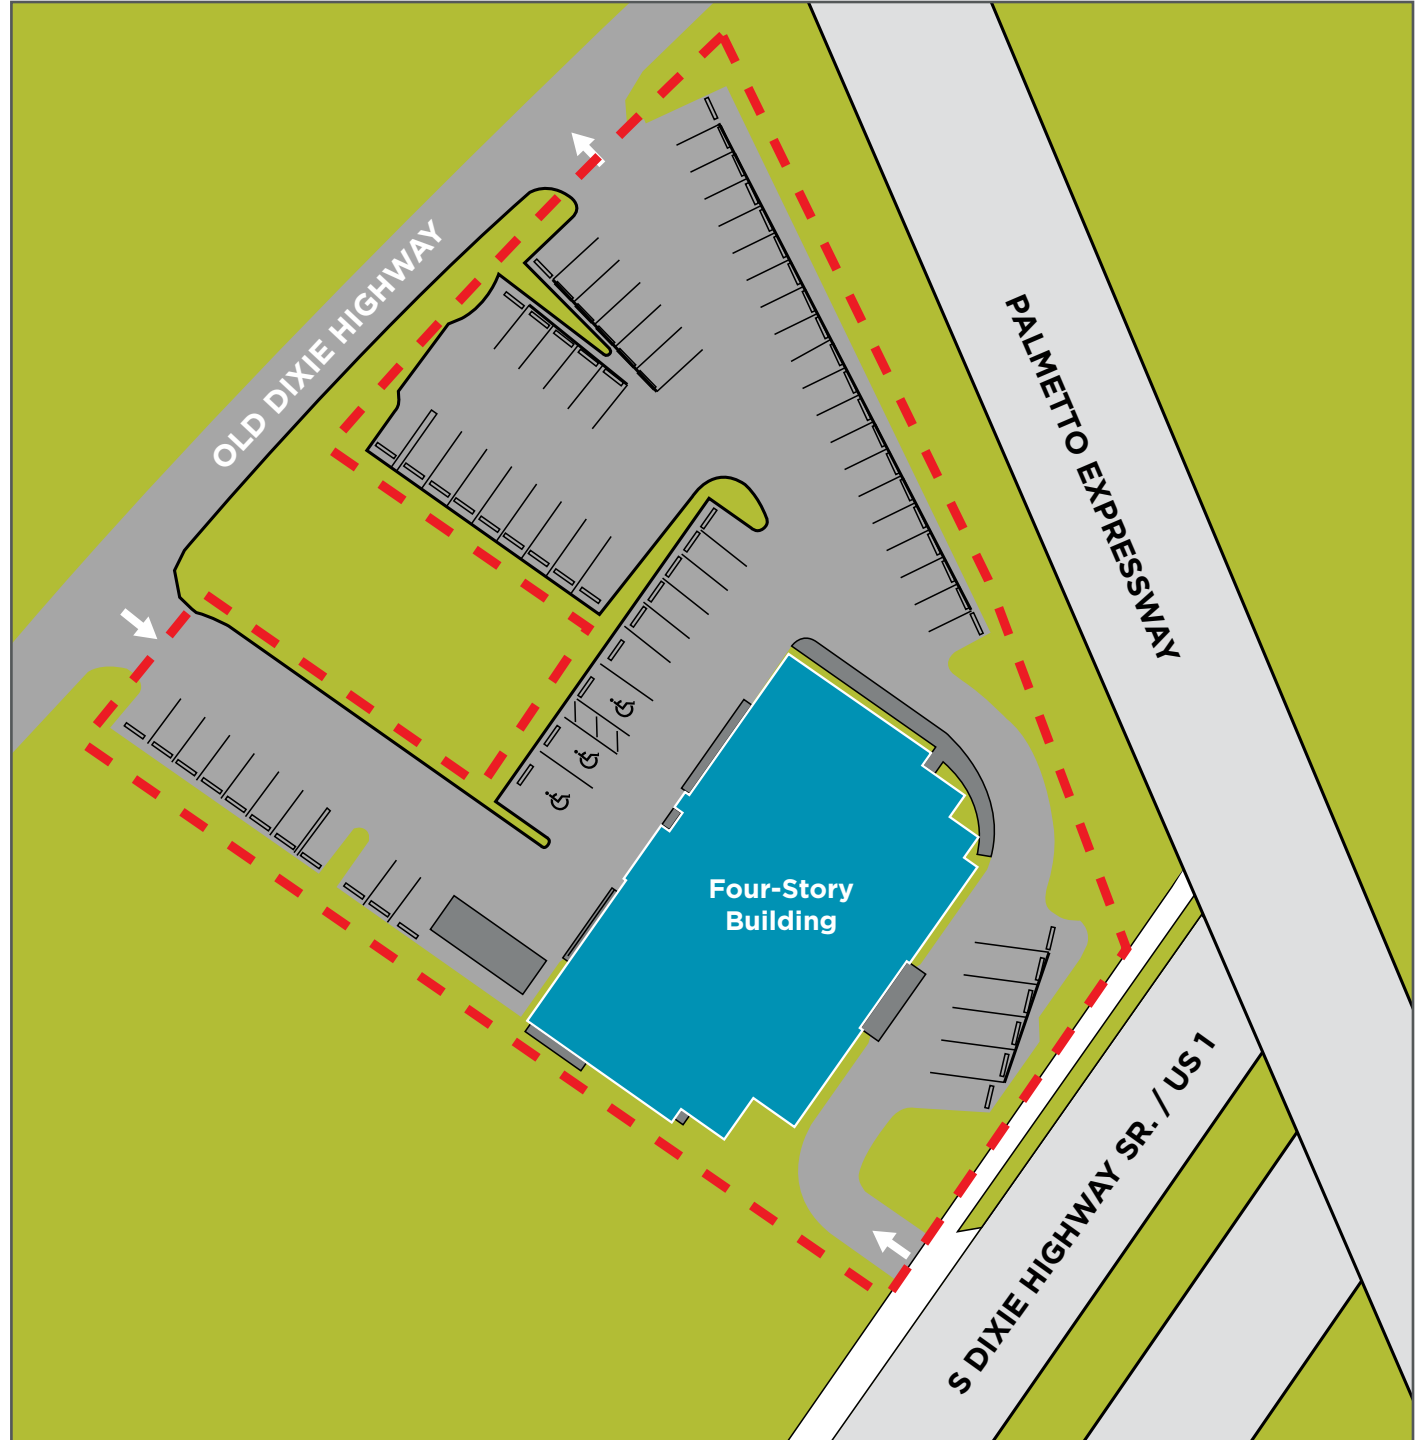 OLD DIXIE HIGHWAY
PALMETTO EXPRESSWAY
Four-Story
Building
S DIXIE HIGHWAY SR. / US 1